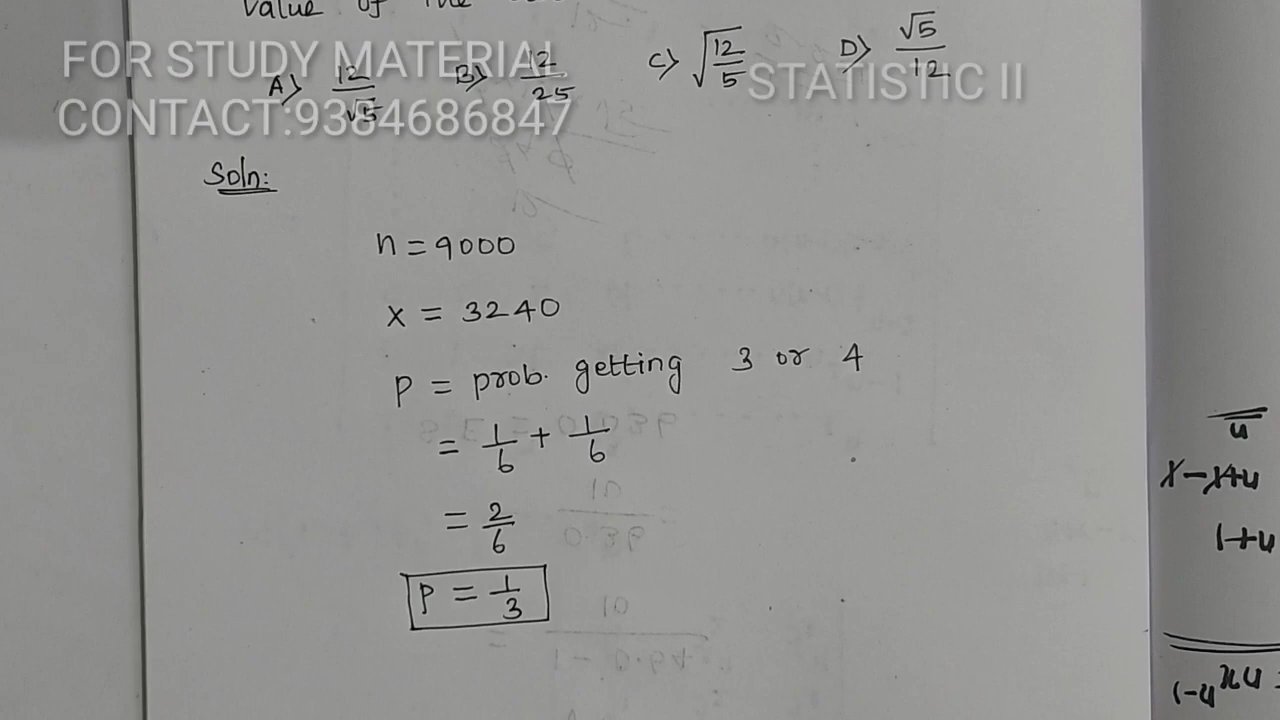 Value of the
FOR STUDY MATERIAL
CONTACT:9384686847
STATISTIC II
A) 12/√5 B) 12/25 C) √12/5 D) √5/12
Soln:
n = 9000
x = 3240
P = prob. getting 3 or 4
= 1/6 + 1/6
= 2/6
P = 1/3